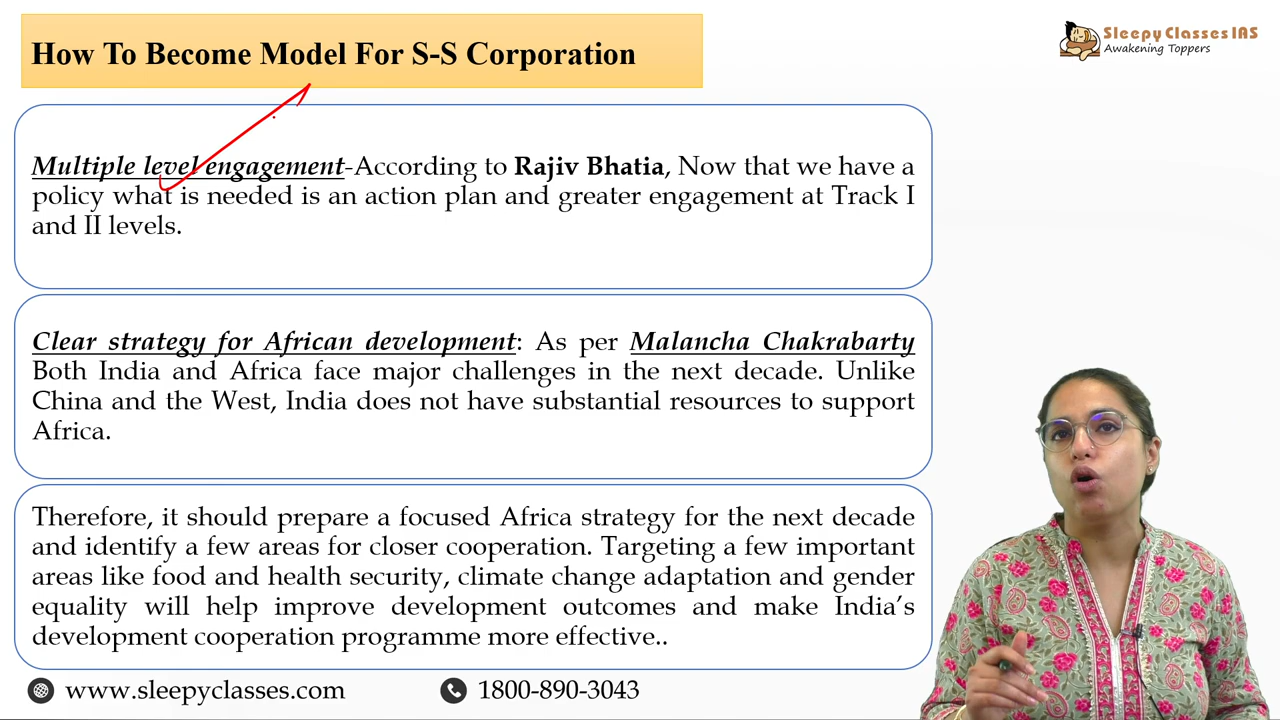 How To Become Model For S-S Corporation
SleepyClasses IAS
Awakening Toppers
Multiple level engagement-According to Rajiv Bhatia, Now that we have a
policy what is needed is an action plan and greater engagement at Track I
and II levels.
Clear strategy for African development: As per Malancha Chakrabarty
Both India and Africa face major challenges in the next decade. Unlike
China and the West, India does not have substantial resources to support
Africa.
Therefore, it should prepare a focused Africa strategy for the next decade
and identify a few areas for closer cooperation. Targeting a few important
areas like food and health security, climate change adaptation and gender
equality will help improve development outcomes and make India’s
development cooperation programme more effective..
www.sleepyclasses.com
1800-890-3043